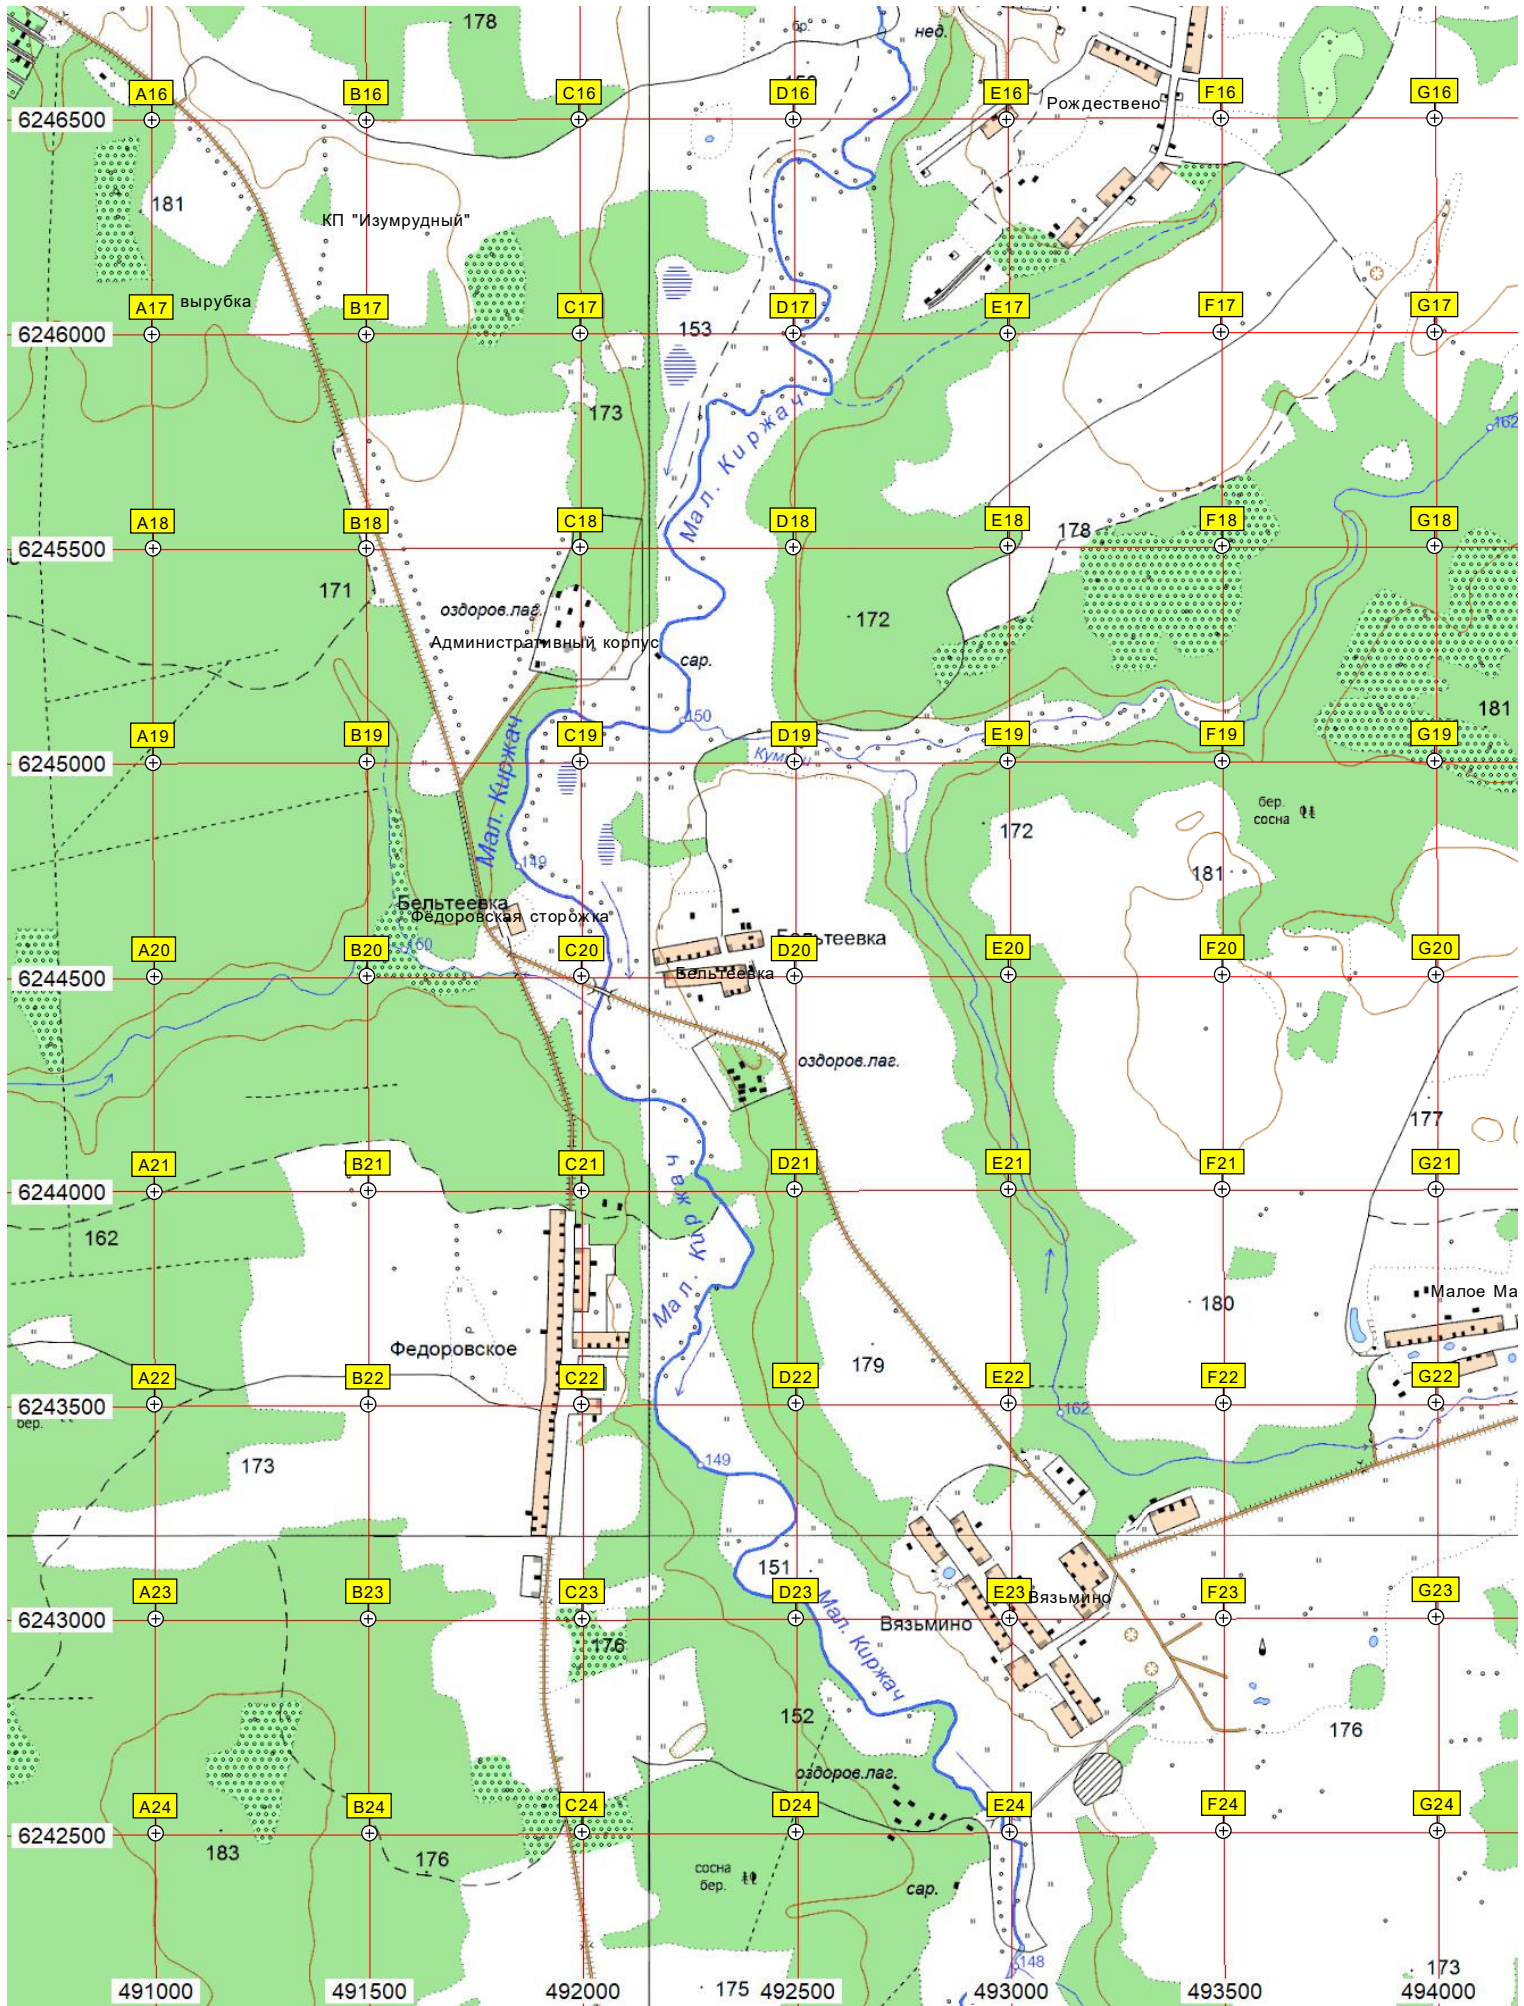 178
бр.
нед.
A16
B16
C16
D16
E16
F16
G16
Рождествено
6246500
181
КП "Изумрудный"
вырубка
A17
B17
C17
D17
E17
F17
G17
153
6246000
173
Мал. Киржач
162
A18
B18
C18
D18
E18
F18
G18
178
6245500
171
оздоров.лаг.
172
Административный корпус
сар.
150
181
A19
B19
C19
D19
E19
F19
G19
6245000
Мал. Киржач
бер.
сосна
172
149
181
Бельтеевка
Фёдоровская сторожка
Бельтеевка
A20
B20
150
C20
D20
E20
F20
G20
Бельтеевка
6244500
оздоров.лаг.
177
A21
B21
C21
D21
E21
F21
G21
6244000
162
Мал. Киржач
180
Малое Ма
Федоровское
179
A22
B22
C22
D22
E22
F22
G22
6243500
бер.
162
173
149
151
A23
B23
C23
D23
E23
F23
G23
Вязьмино
6243000
Вязьмино
176
Мал. Киржач
152
176
оздоров.лаг.
A24
B24
C24
D24
E24
F24
G24
6242500
183
176
сосна
бер.
сар.
148
173
175
491000
491500
492000
492500
493000
493500
494000